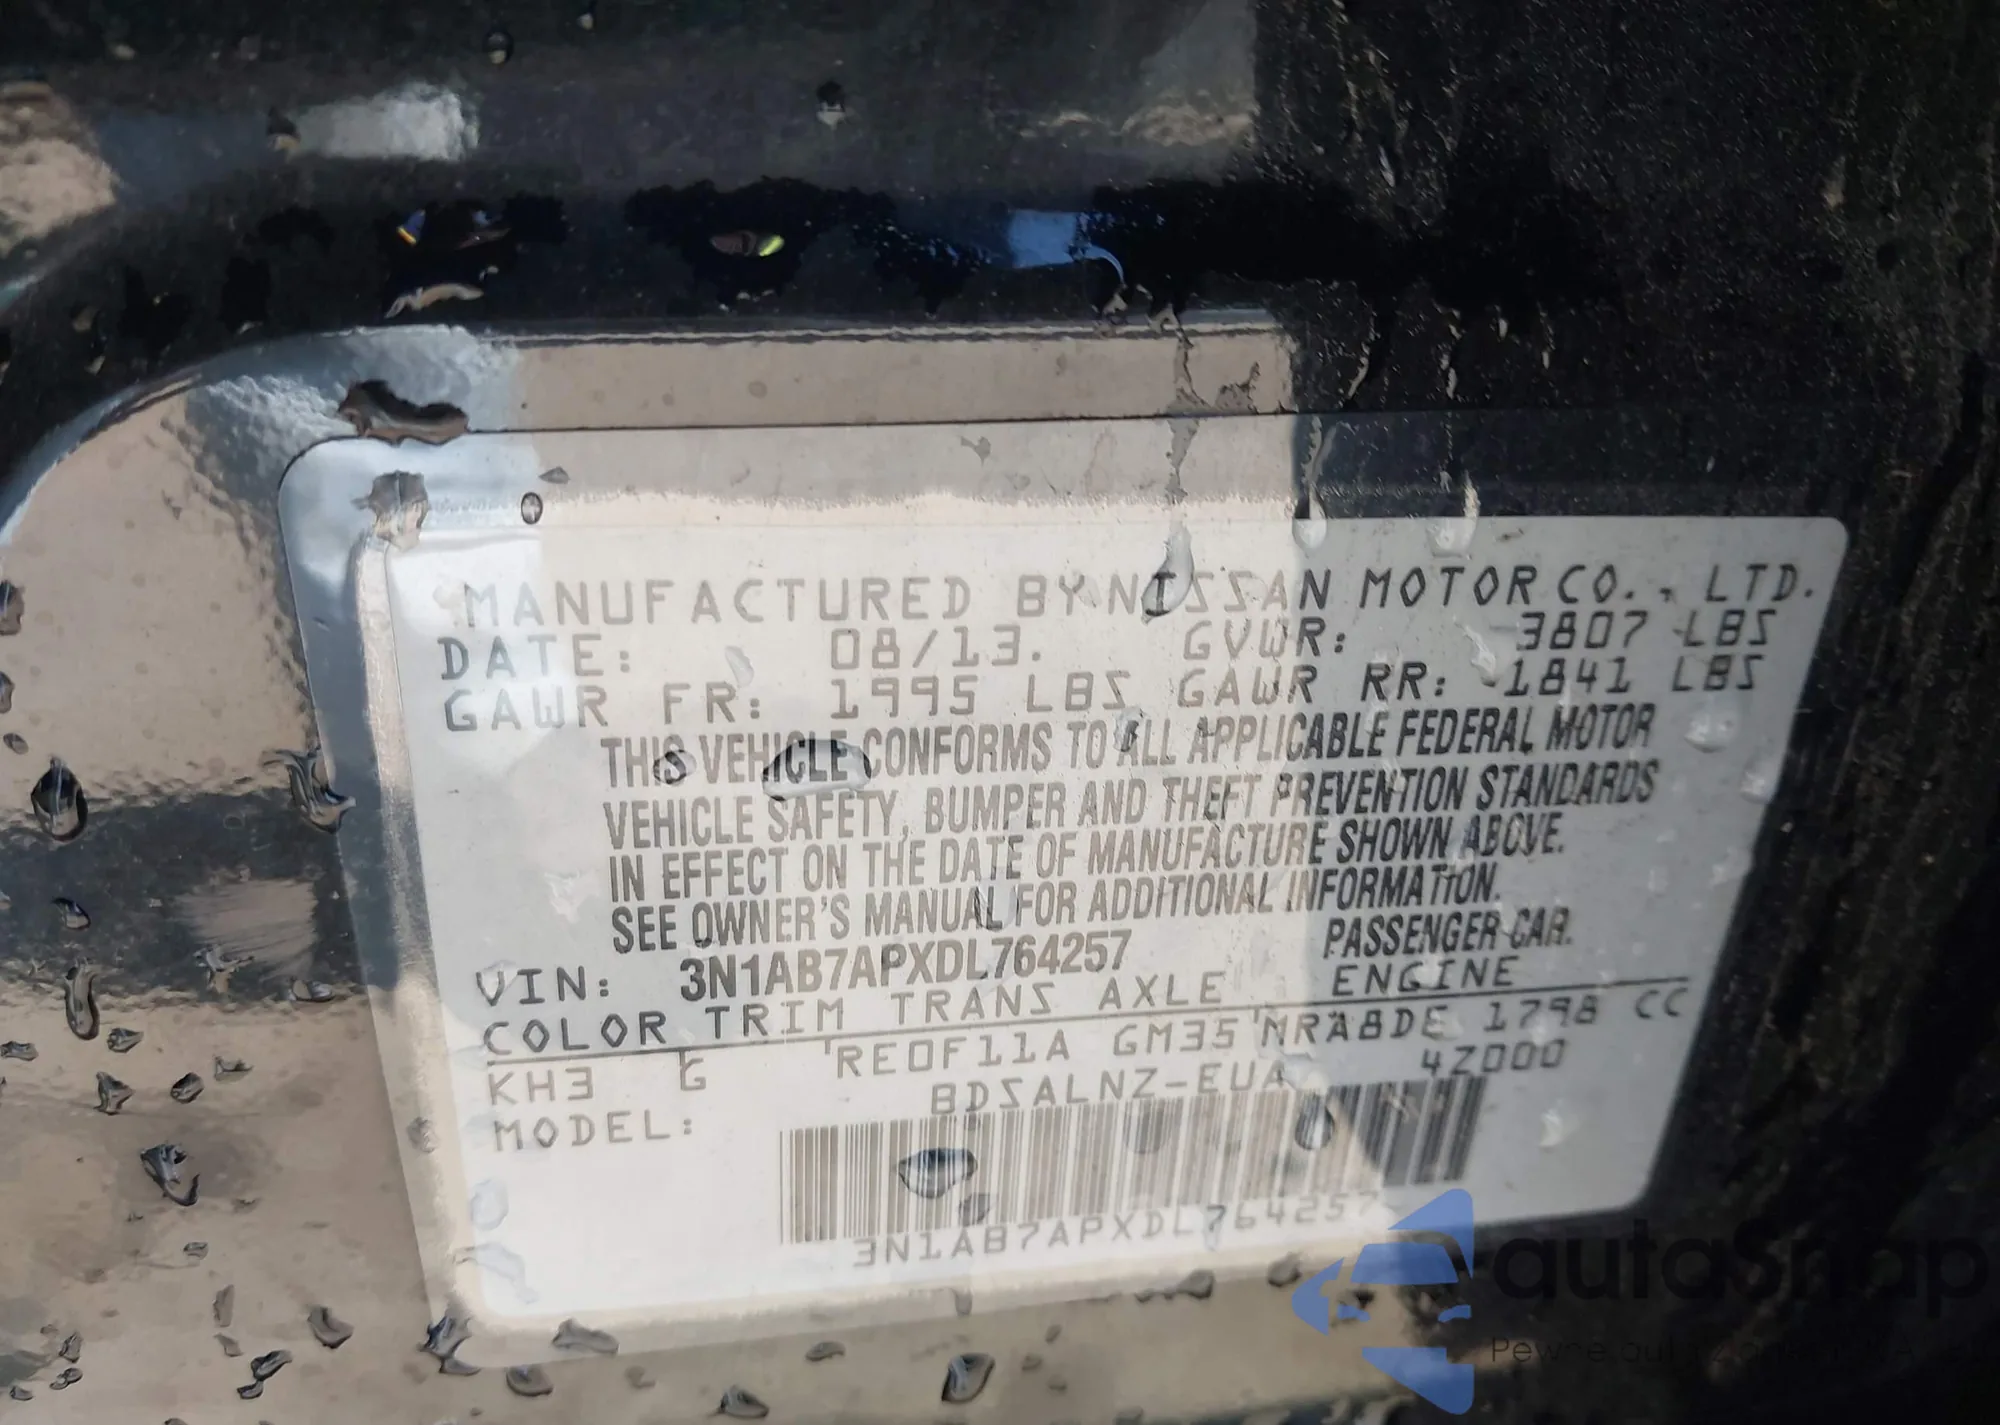 MANUFACTURED BY NISSAN MOTOR CO., LTD.
DATE: 08/13. GVWR: 3807 LBS
GAWR FR: 1995 LBS GAWR RR: 1841 LBS
THIS VEHICLE CONFORMS TO ALL APPLICABLE FEDERAL MOTOR
VEHICLE SAFETY, BUMPER AND THEFT PREVENTION STANDARDS
IN EFFECT ON THE DATE OF MANUFACTURE SHOWN ABOVE.
SEE OWNER'S MANUAL FOR ADDITIONAL INFORMATION.
VIN: 3N1AB7APXDL764257 PASSENGER CAR.
COLOR TRIM TRANS AXLE ENGINE
KH3 G RE0F11A GM35 MRA8DE 1798 CC
MODEL: BDSALNZ-EUA 4Z000
3N1AB7APXDL764257
autoSnap